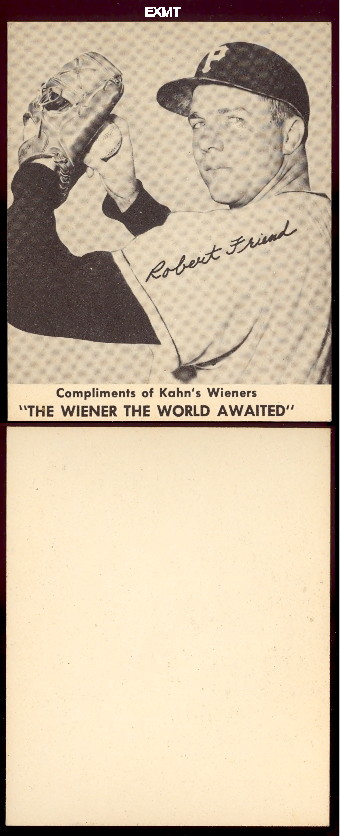 EXMT
P
Robert Friend
Compliments of Kahn's Wieners
"THE WIENER THE WORLD AWAITED"